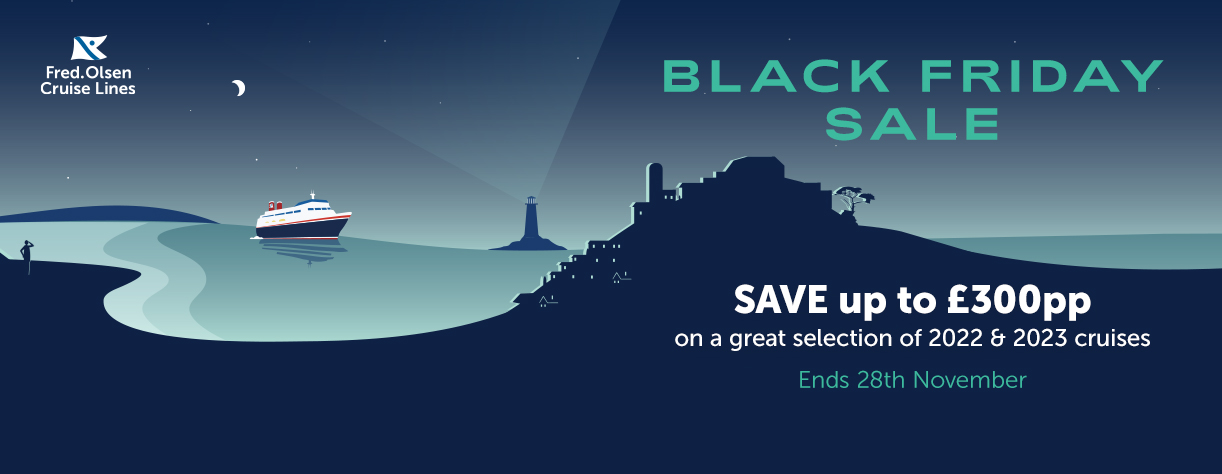 Fred.Olsen
Cruise Lines
BLACK FRIDAY
SALE
SAVE up to £300pp
on a great selection of 2022 & 2023 cruises
Ends 28th November